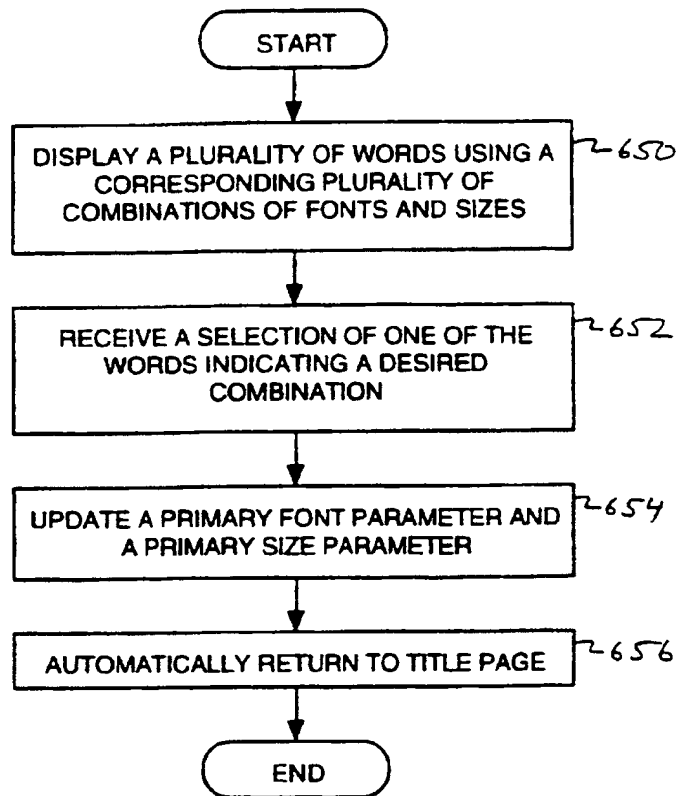 START
DISPLAY A PLURALITY OF WORDS USING A
CORRESPONDING PLURALITY OF
COMBINATIONS OF FONTS AND SIZES
650
RECEIVE A SELECTION OF ONE OF THE
WORDS INDICATING A DESIRED
COMBINATION
652
UPDATE A PRIMARY FONT PARAMETER AND
A PRIMARY SIZE PARAMETER
654
AUTOMATICALLY RETURN TO TITLE PAGE
656
END